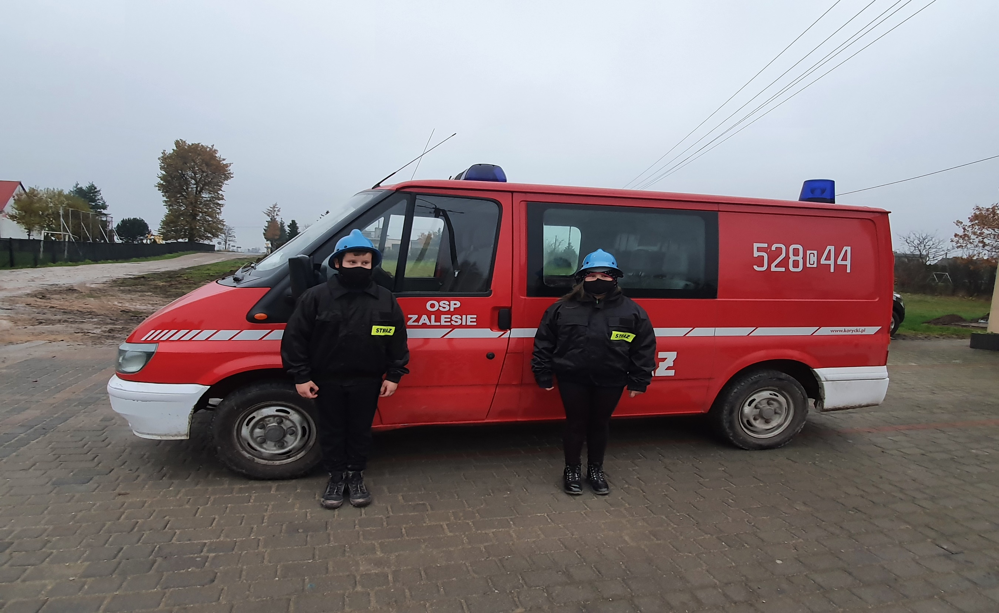 528 C 44
OSP
ZALESIE
STRAŻ
STRAŻ
www.korycki.pl